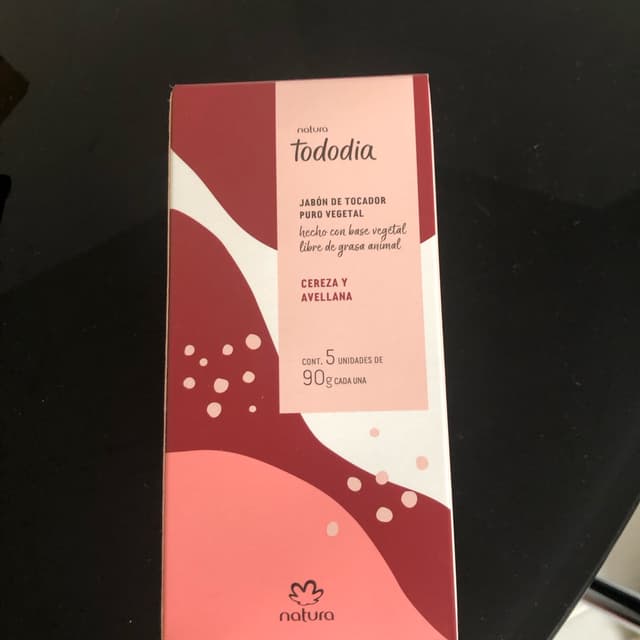 natura
Tododia
JABÓN DE TOCADOR
PURO VEGETAL
hecho con base vegetal
libre de grasa animal
CEREZA Y
AVELLANA
CONT. 5 UNIDADES DE
90g CADA UNA
natura